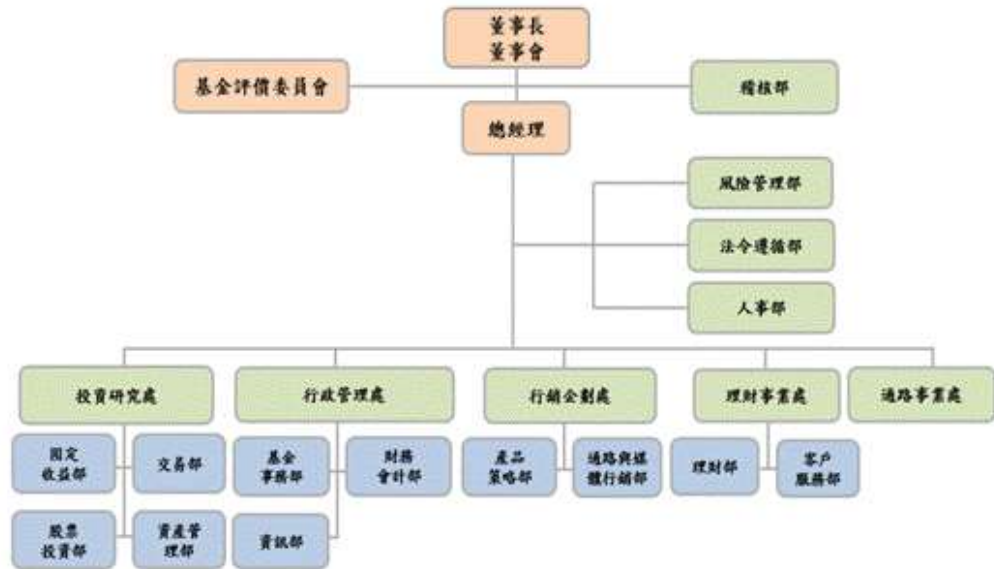 董事長
董事會
基金評價委員會
稽核部
總經理
風險管理部
法令遵循部
人事部
投資研究處
行政管理處
行銷企劃處
理財事業處
通路事業處
固定
收益部
交易部
基金
事務部
財務
會計部
產品
策略部
通路與媒
體行銷部
理財部
客戶
服務部
股票
投資部
資產管
理部
資訊部